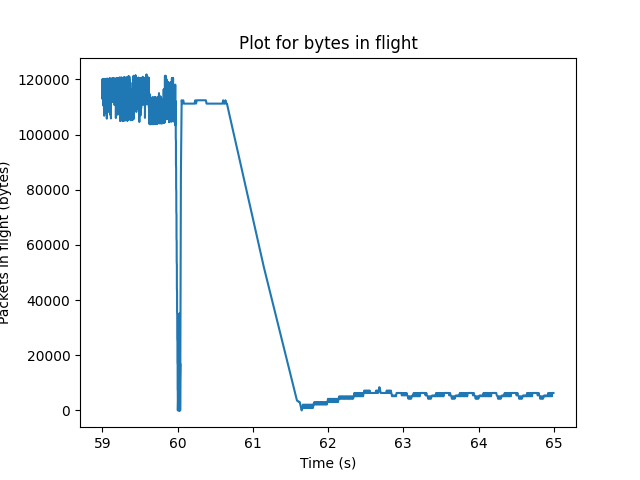 Plot for bytes in flight
Packets in flight (bytes)
120000
100000
80000
60000
40000
20000
0
59 60 61 62 63 64 65
Time (s)